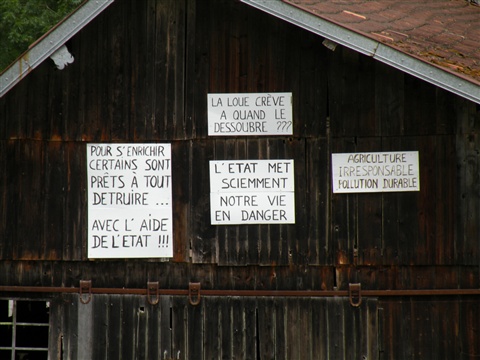 LA LOUE CRÈVE !
A QUAND LE
DESSOUBRE ???
POUR S'ENRICHIR
CERTAINS SONT
PRÊTS À TOUT
DETRUIRE ...
AVEC L'AIDE
DE L'ETAT !!!
L'ETAT MET
SCIEMMENT
NOTRE VIE
EN DANGER
AGRICULTURE
IRRESPONSABLE
POLLUTION DURABLE